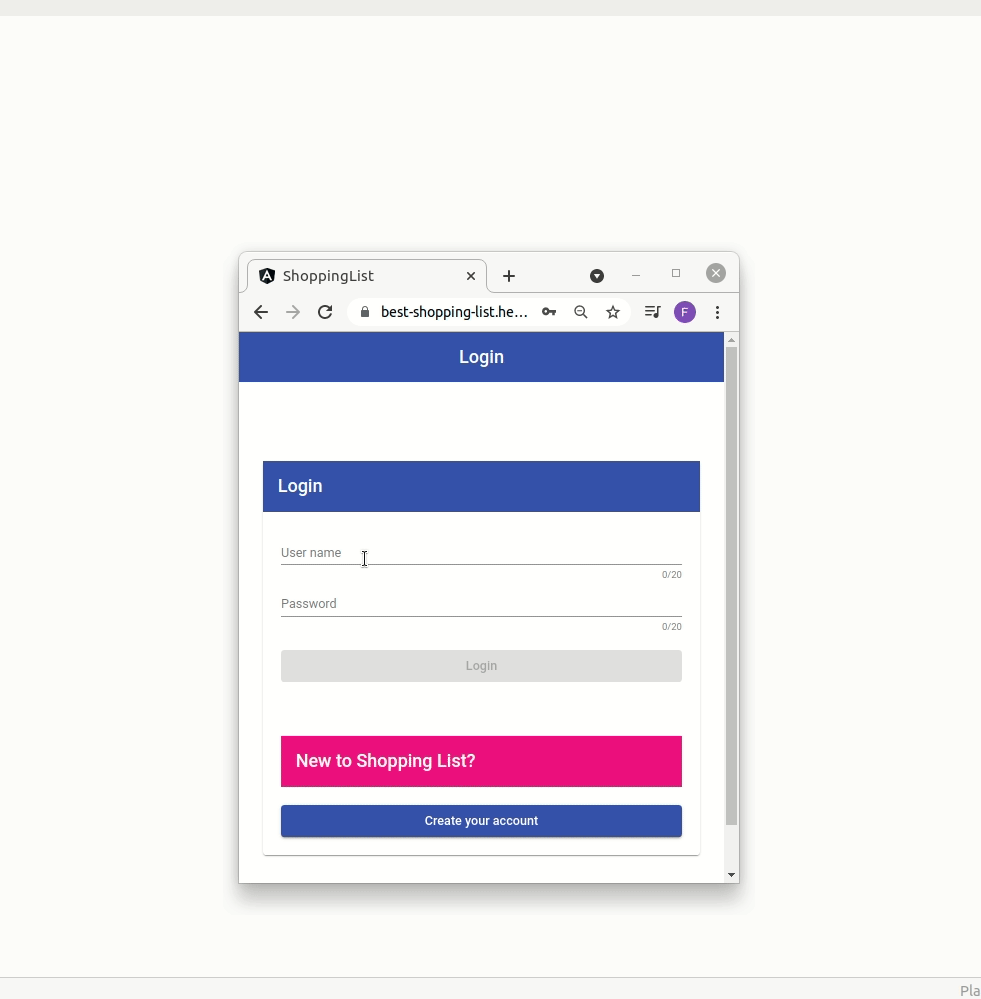 ShoppingList
best-shopping-list.he...
F
Login
Login
User name
0/20
Password
0/20
Login
New to Shopping List?
Create your account
Pla